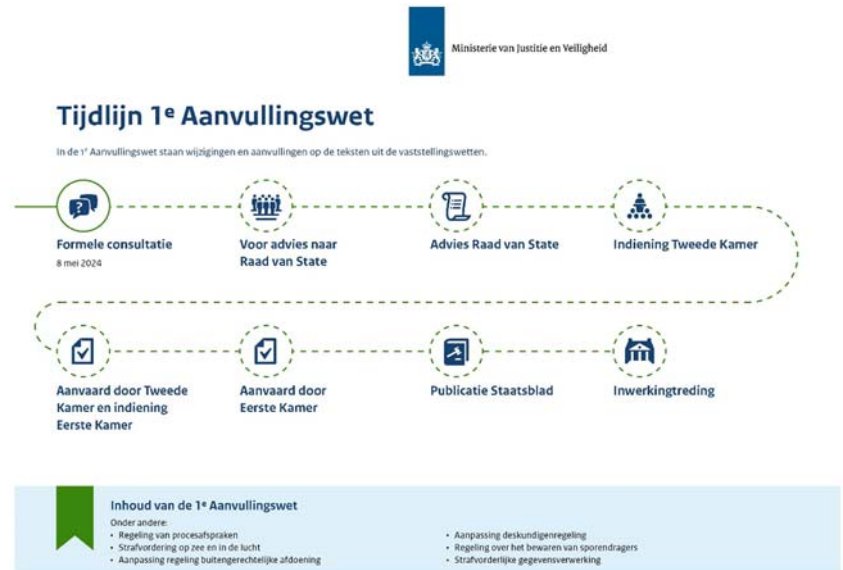 Ministerie van Justitie en Veiligheid
Tijdlijn 1e Aanvullingswet
In de 1e Aanvullingswet staan wijzigingen en aanvullingen op de teksten uit de vaststellingswetten.
Formele consultatie
8 mei 2024
Voor advies naar
Raad van State
Advies Raad van State
Indiening Tweede Kamer
Aanvaard door Tweede
Kamer en indiening
Eerste Kamer
Aanvaard door
Eerste Kamer
Publicatie Staatsblad
Inwerkingtreding
Inhoud van de 1e Aanvullingswet
Onder andere:
• Regeling van procesafspraken
• Strafvordering op zee en in de lucht
• Aanpassing regeling buitengerechtelijke afdoening
• Aanpassing deskundigenregeling
• Regeling over het bewaren van sporendragers
• Strafvorderlijke gegevensverwerking